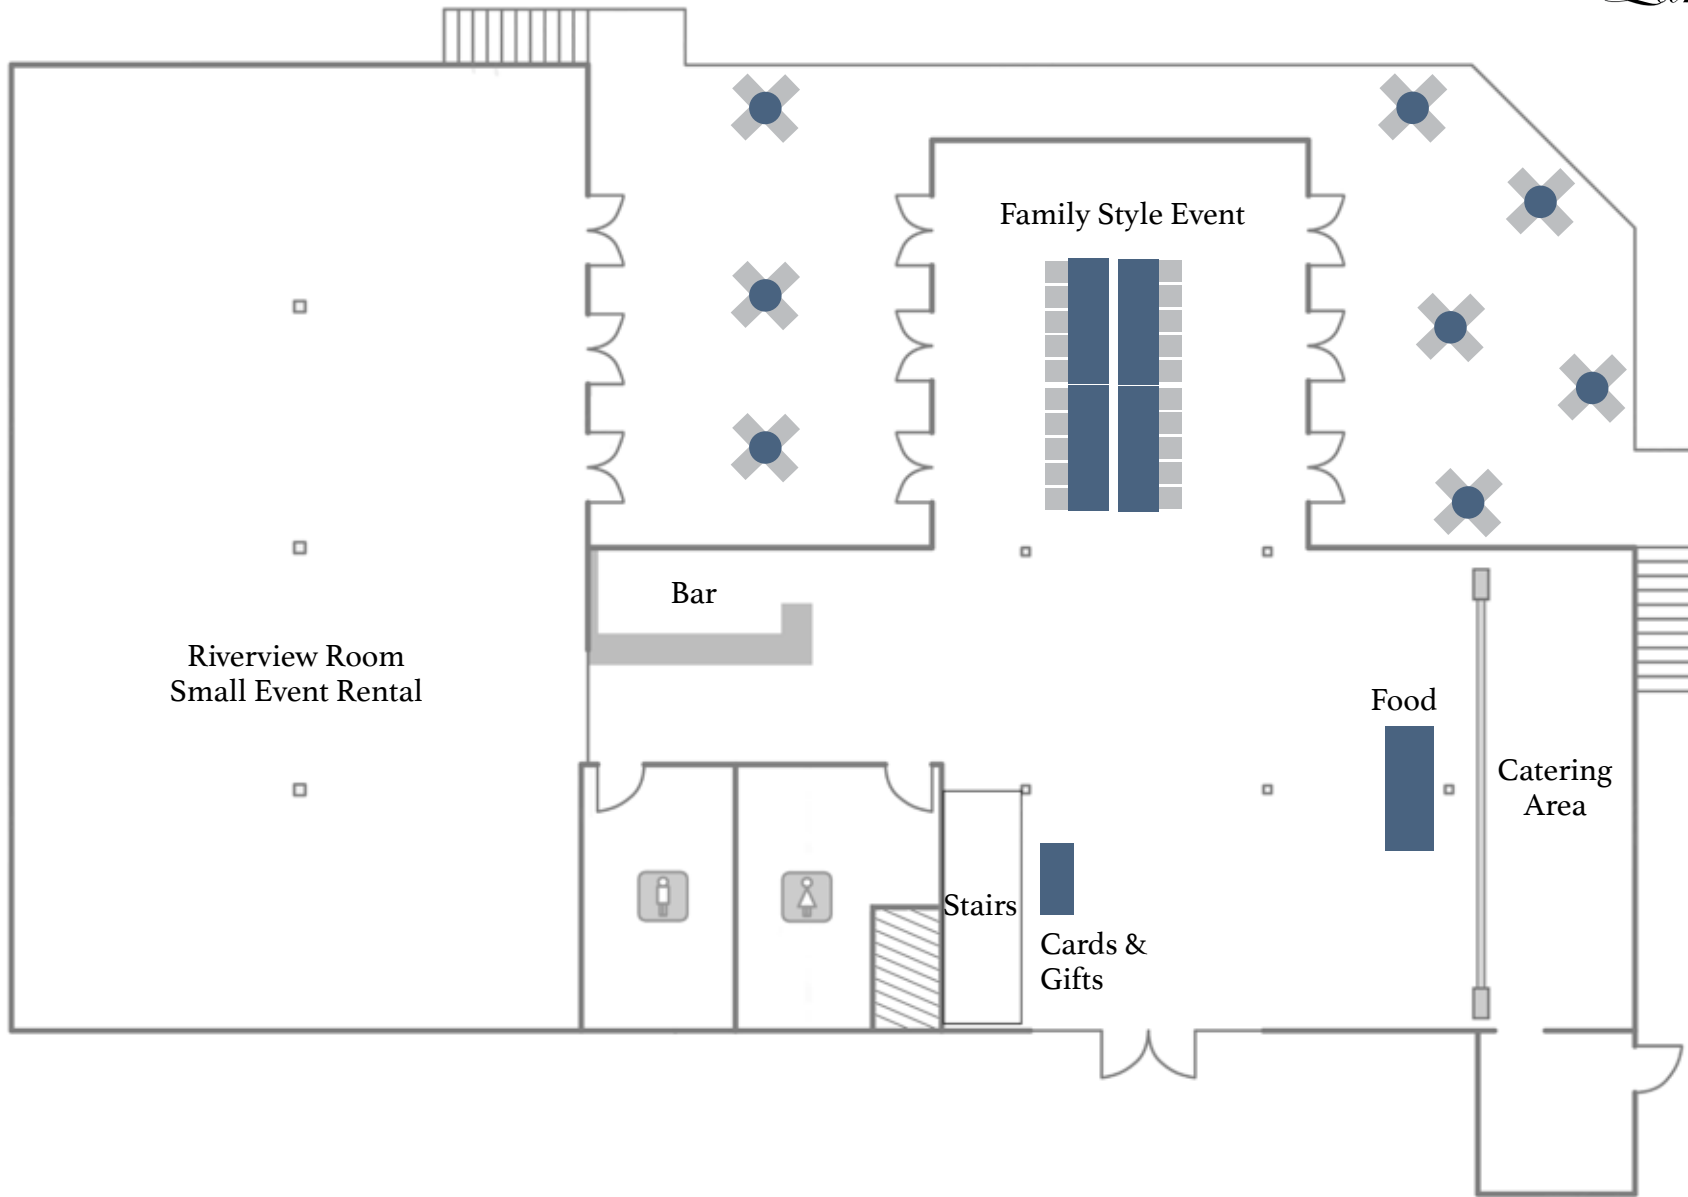 Family Style Event
Bar
Riverview Room
Small Event Rental
Food
Catering
Area
Stairs
Cards &
Gifts